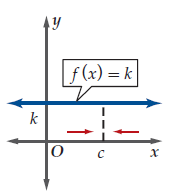 y
f(x) = k
k
O c x